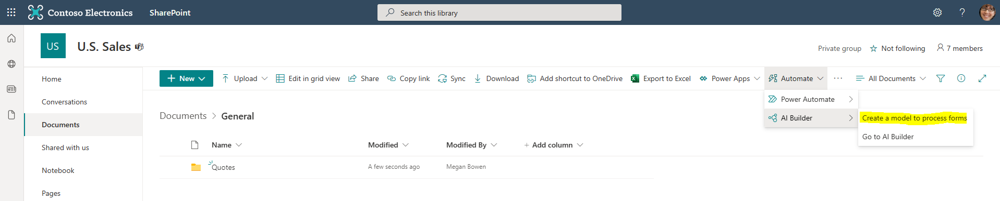 Contoso Electronics SharePoint Search this library ?
US U.S. Sales
Private group Not following 7 members
New Upload Edit in grid view Share Copy link Sync Download Add shortcut to OneDrive Export to Excel Power Apps Automate ... All Documents
Home
Conversations
Documents
Shared with us
Notebook
Pages
Power Automate
AI Builder
Create a model to process forms
Go to AI Builder
Documents > General
Name Modified Modified By + Add column
Quotes A few seconds ago Megan Bowen